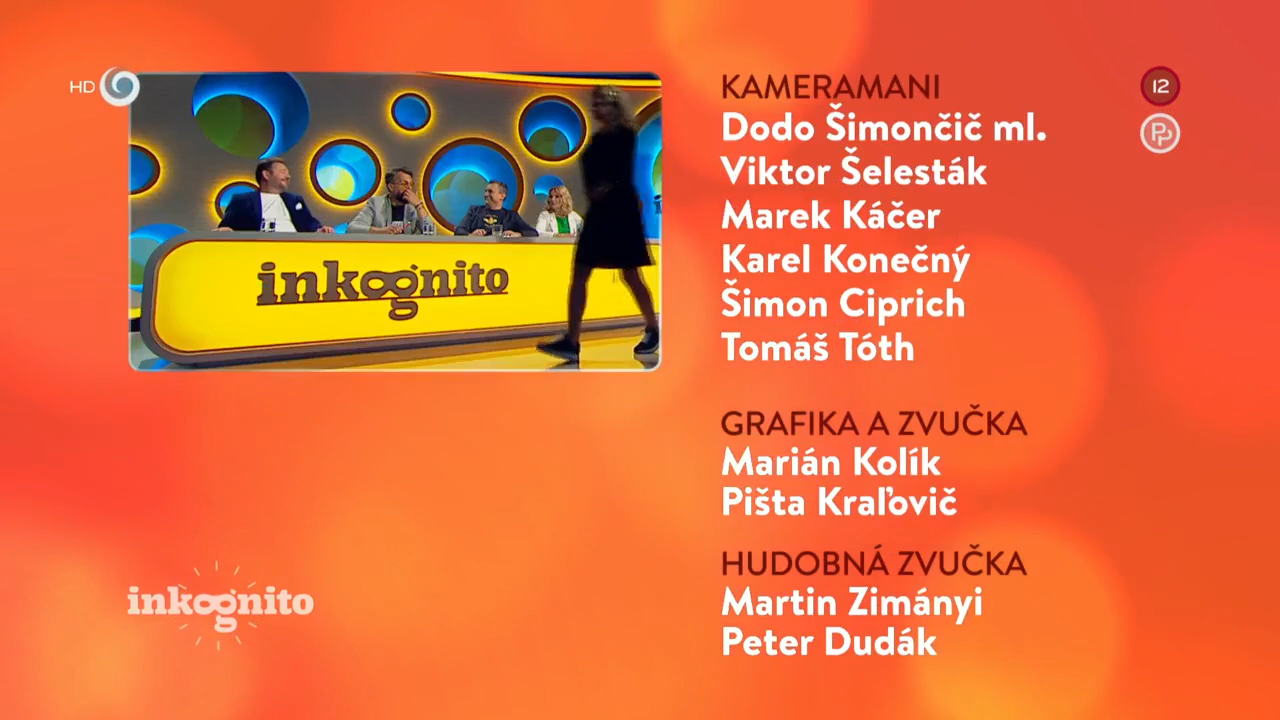 HD
12
PP
inkognito
KAMERAMANI
Dodo Šimončič ml.
Viktor Šelesták
Marek Káčer
Karel Konečný
Šimon Ciprich
Tomáš Tóth
GRAFIKA A ZVUČKA
Marián Kolík
Pišta Kraľovič
HUDOBNÁ ZVUČKA
Martin Zimányi
Peter Dudák
inkognito